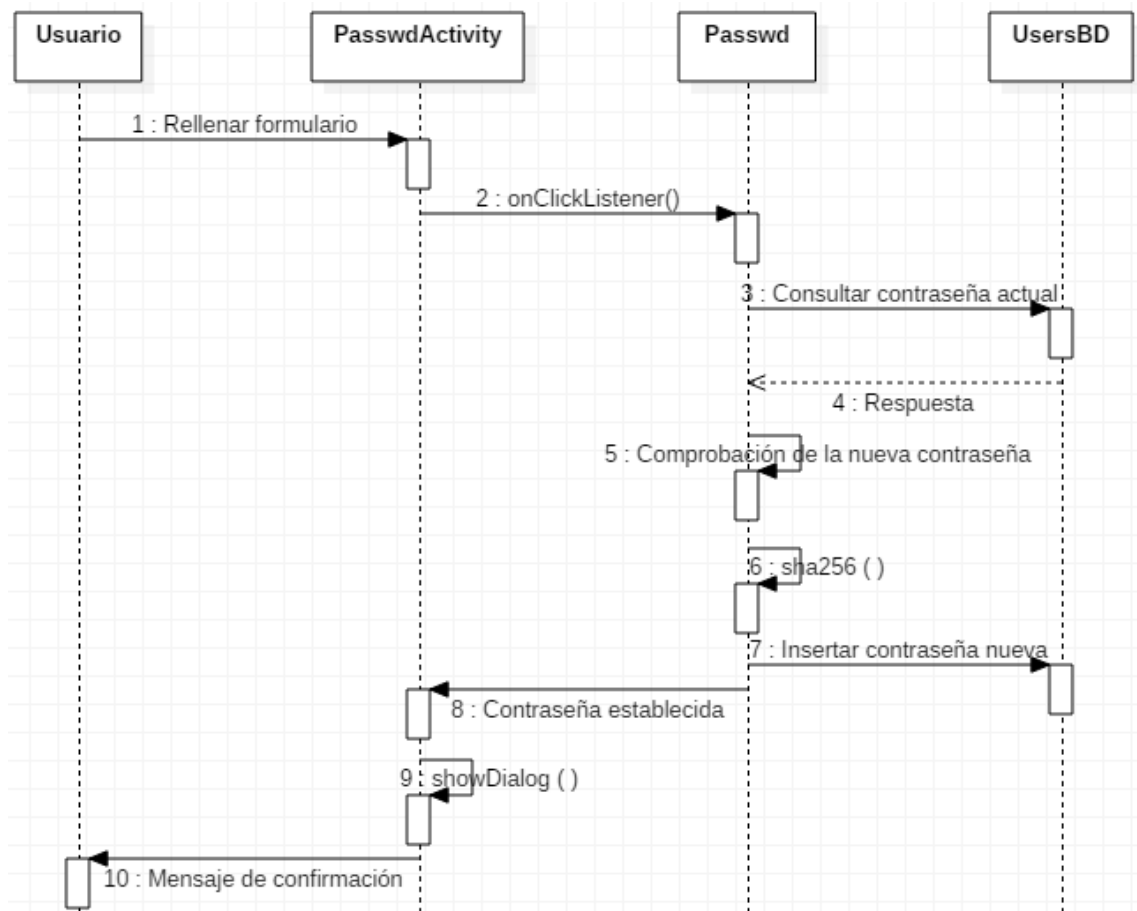 Usuario
PasswdActivity
Passwd
UsersBD
1 : Rellenar formulario
2 : onClickListener()
3 : Consultar contraseña actual
4 : Respuesta
5 : Comprobación de la nueva contraseña
6 : sha256 ( )
7 : Insertar contraseña nueva
8 : Contraseña establecida
9 : showDialog ( )
10 : Mensaje de confirmación